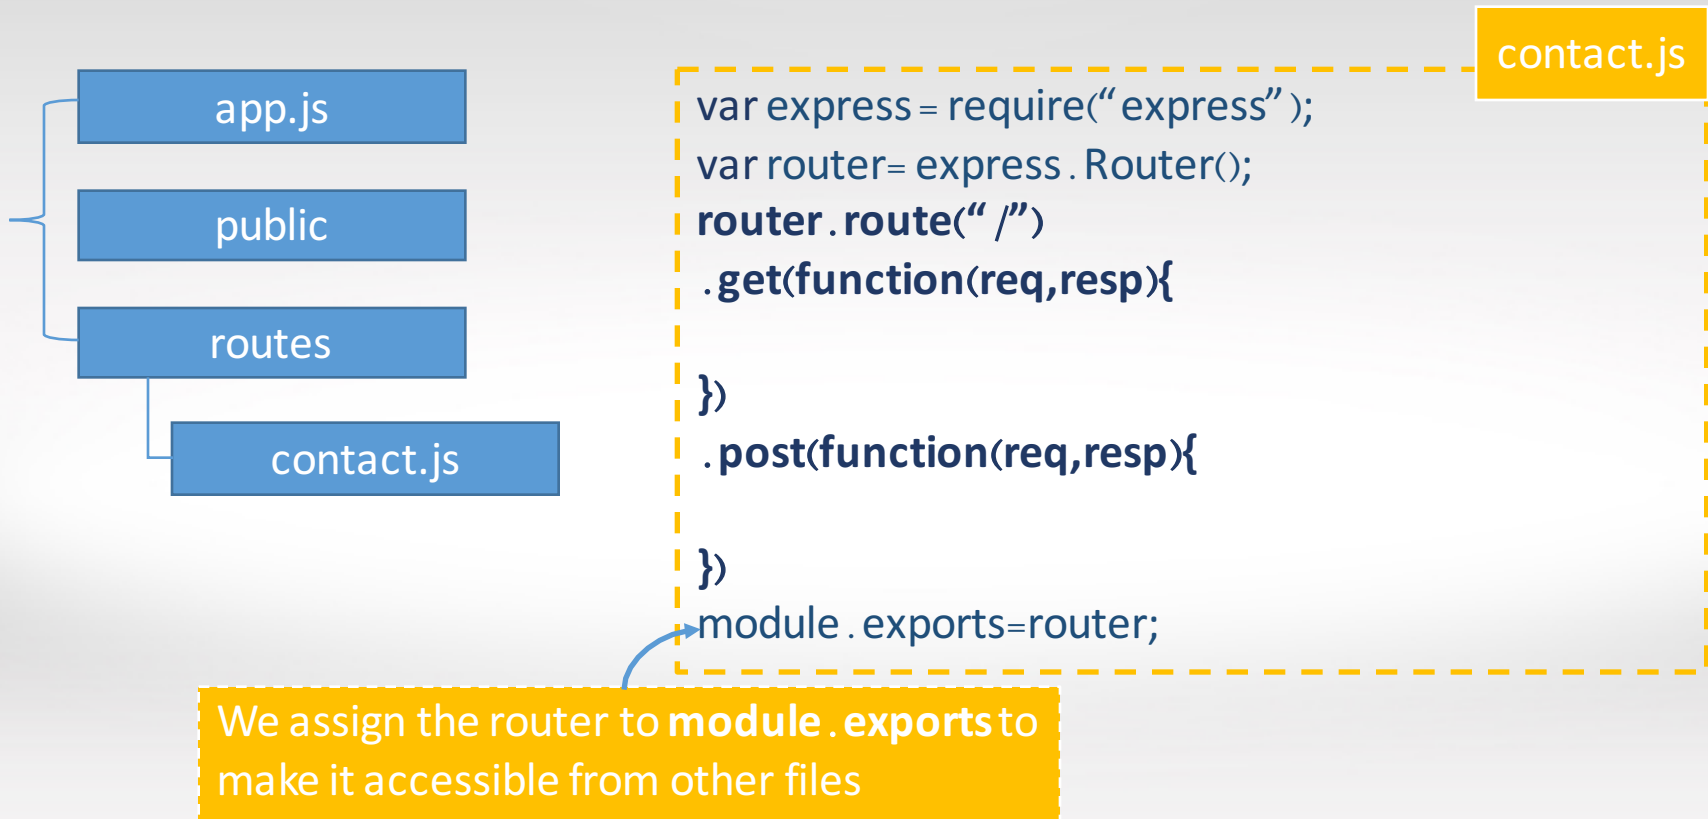 app.js
public
routes
contact.js
contact.js
var express = require(“express”);
var router= express.Router();
router.route(“/”)
.get(function(req,resp){
})
.post(function(req,resp){
})
module.exports=router;
We assign the router to module.exports to
make it accessible from other files